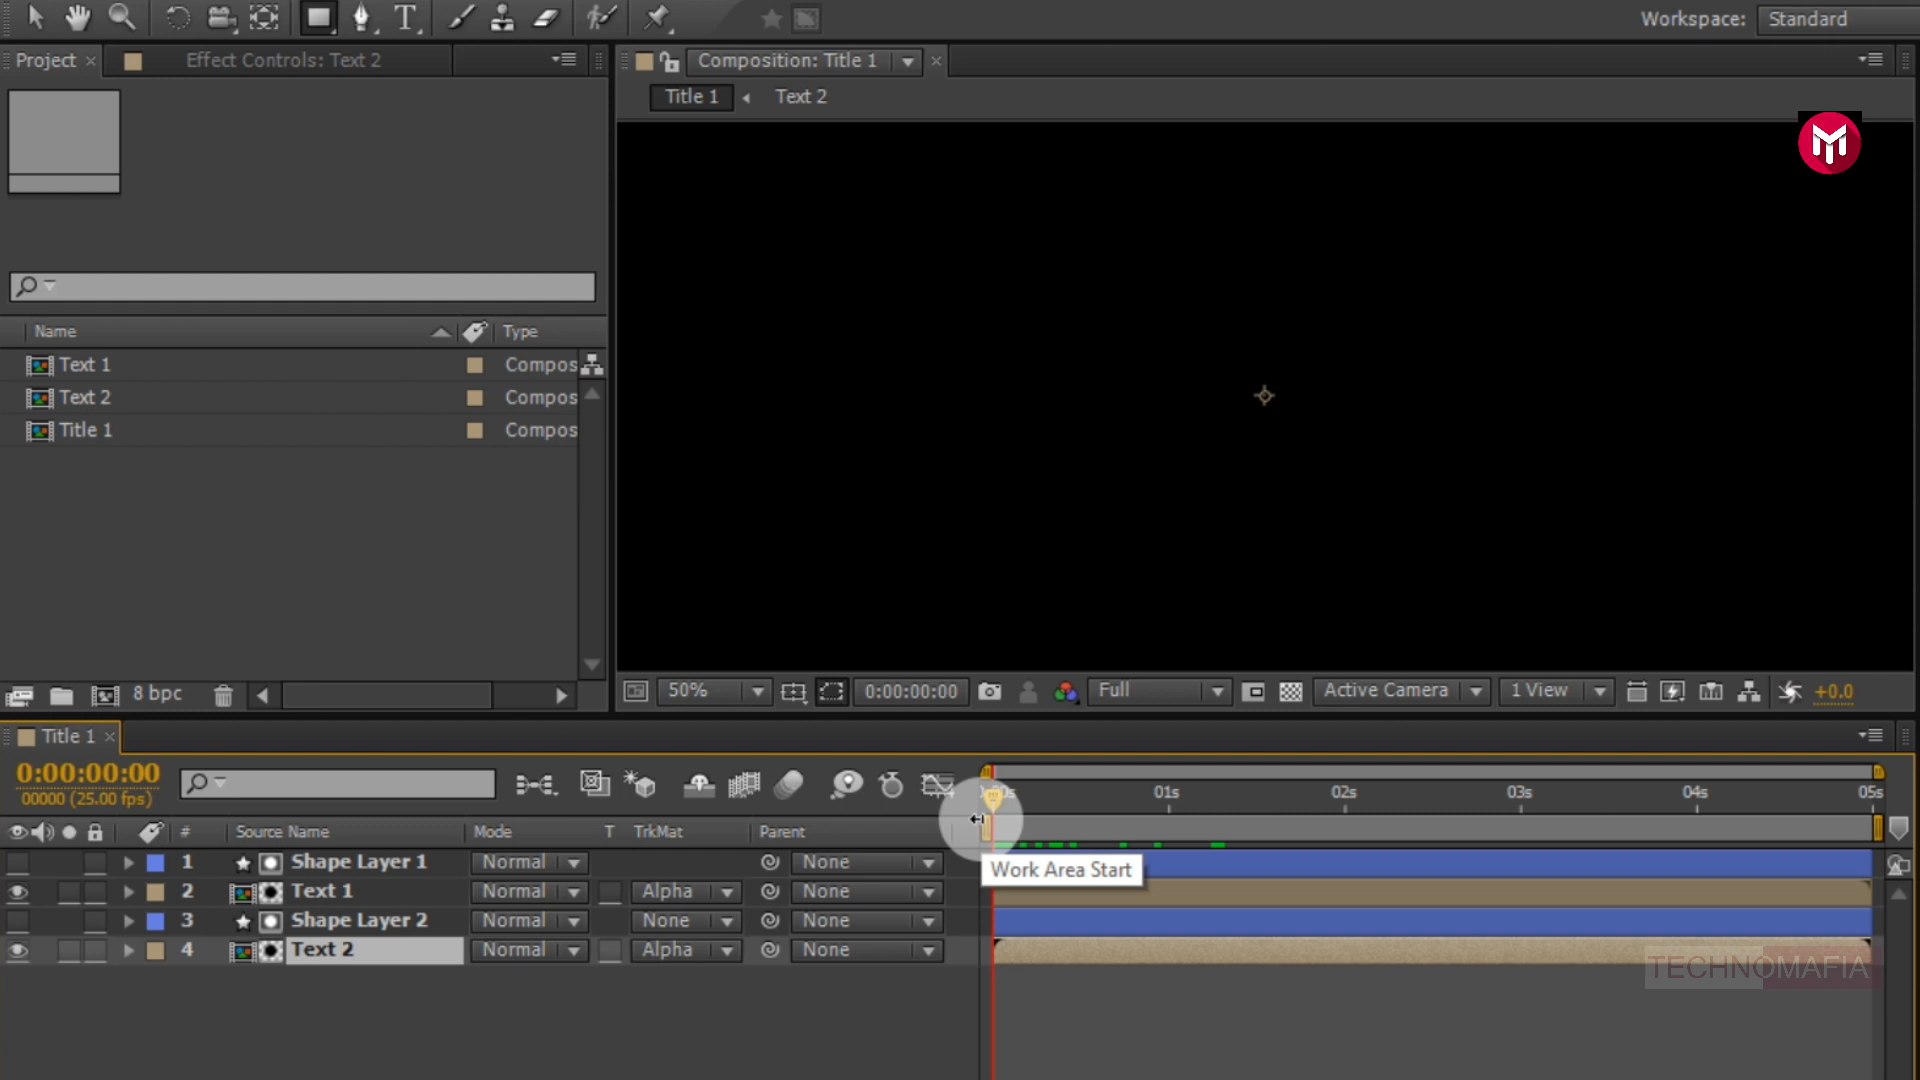 Workspace: Standard
Project × Effect Controls: Text 2
Composition: Title 1 ×
Title 1 Text 2
Name Type
Text 1 Compos
Text 2 Compos
Title 1 Compos
8 bpc
50% 0:00:00:00 Full Active Camera 1 View +0.0
Title 1 ×
0:00:00:00
00000 (25.00 fps)
01s 02s 03s 04s 05s
# Source Name Mode T TrkMat Parent
1 Shape Layer 1 Normal None
Work Area Start
2 Text 1 Normal Alpha None
3 Shape Layer 2 Normal None None
4 Text 2 Normal Alpha None
TECHNOMAFIA